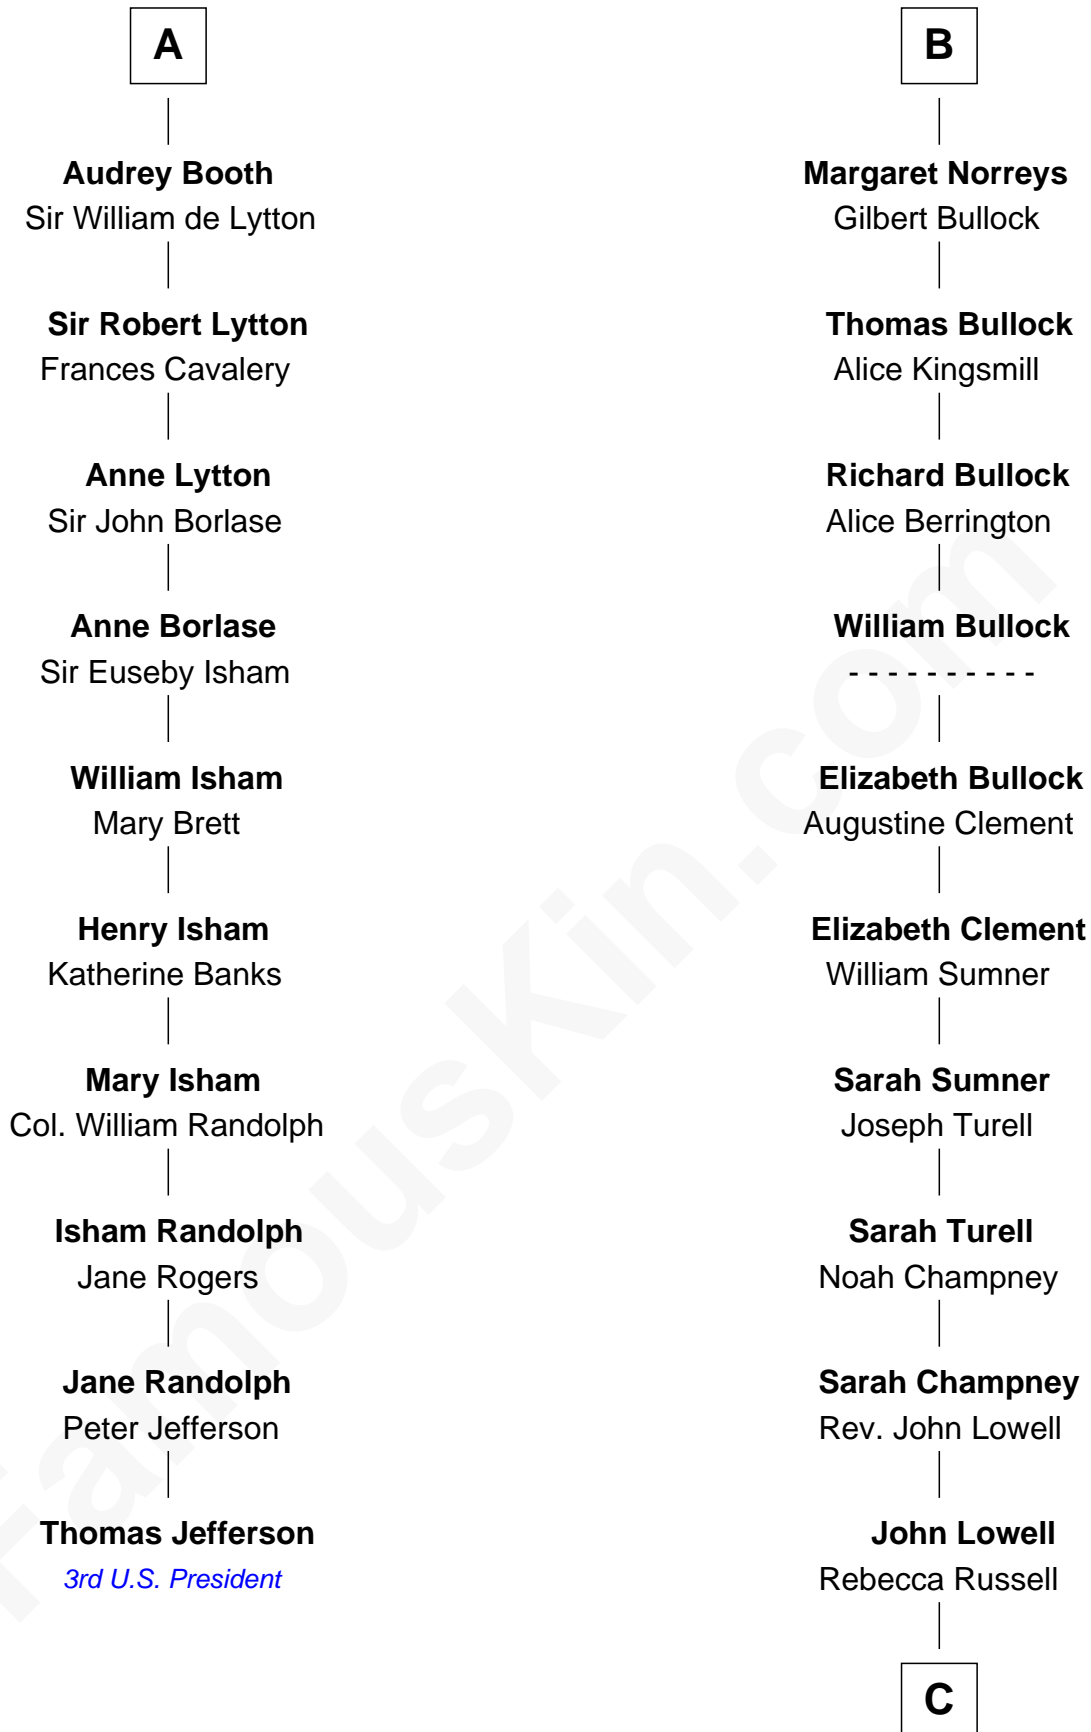 A
Audrey Booth
Sir William de Lytton
Sir Robert Lytton
Frances Cavalery
Anne Lytton
Sir John Borlase
Anne Borlase
Sir Euseby Isham
William Isham
Mary Brett
Henry Isham
Katherine Banks
Mary Isham
Col. William Randolph
Isham Randolph
Jane Rogers
Jane Randolph
Peter Jefferson
Thomas Jefferson
3rd U.S. President
B
Margaret Norreys
Gilbert Bullock
Thomas Bullock
Alice Kingsmill
Richard Bullock
Alice Berrington
William Bullock
- - - - - - - - - -
Elizabeth Bullock
Augustine Clement
Elizabeth Clement
William Sumner
Sarah Sumner
Joseph Turell
Sarah Turell
Noah Champney
Sarah Champney
Rev. John Lowell
John Lowell
Rebecca Russell
C
FamousKin.com